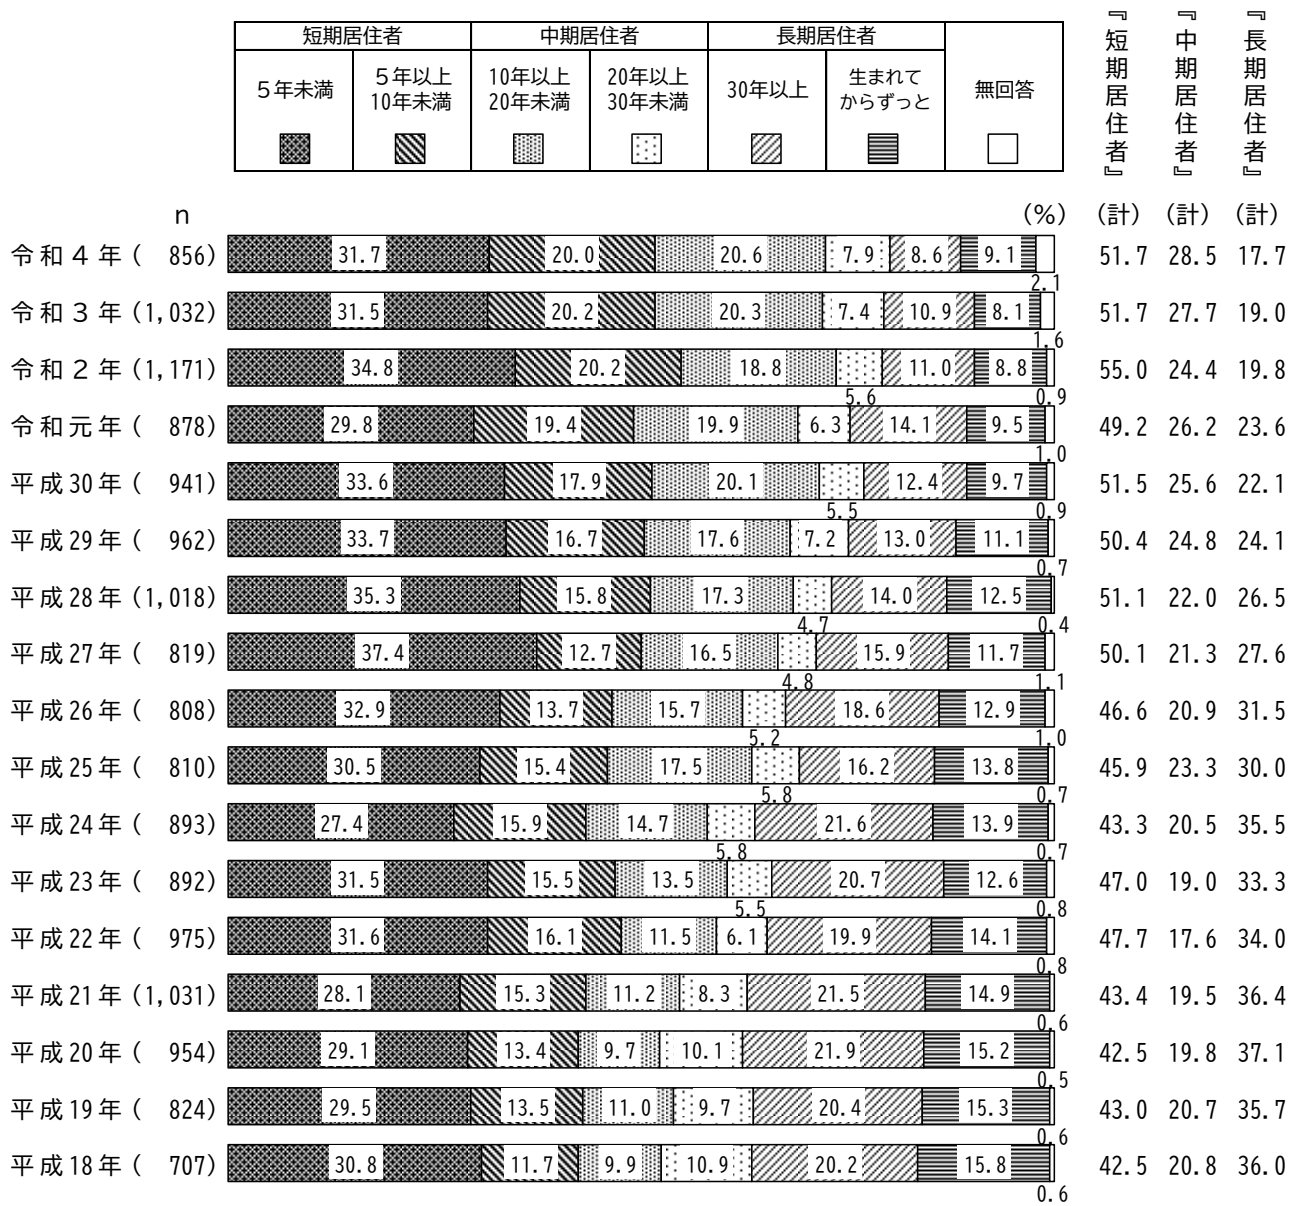 短期居住者 中期居住者 長期居住者
5年未満 5年以上10年未満 10年以上20年未満 20年以上30年未満 30年以上 生まれてからずっと 無回答
『短期居住者』 『中期居住者』 『長期居住者』
n (%) (計) (計) (計)
令和4年( 856) 31.7 20.0 20.6 7.9 8.6 9.1 2.1 51.7 28.5 17.7
令和3年(1,032) 31.5 20.2 20.3 7.4 10.9 8.1 1.6 51.7 27.7 19.0
令和2年(1,171) 34.8 20.2 18.8 5.6 11.0 8.8 0.9 55.0 24.4 19.8
令和元年( 878) 29.8 19.4 19.9 6.3 14.1 9.5 1.0 49.2 26.2 23.6
平成30年( 941) 33.6 17.9 20.1 5.5 12.4 9.7 0.9 51.5 25.6 22.1
平成29年( 962) 33.7 16.7 17.6 7.2 13.0 11.1 0.7 50.4 24.8 24.1
平成28年(1,018) 35.3 15.8 17.3 4.7 14.0 12.5 0.4 51.1 22.0 26.5
平成27年( 819) 37.4 12.7 16.5 4.8 15.9 11.7 1.1 50.1 21.3 27.6
平成26年( 808) 32.9 13.7 15.7 5.2 18.6 12.9 1.0 46.6 20.9 31.5
平成25年( 810) 30.5 15.4 17.5 5.8 16.2 13.8 0.7 45.9 23.3 30.0
平成24年( 893) 27.4 15.9 14.7 5.8 21.6 13.9 0.7 43.3 20.5 35.5
平成23年( 892) 31.5 15.5 13.5 5.5 20.7 12.6 0.8 47.0 19.0 33.3
平成22年( 975) 31.6 16.1 11.5 6.1 19.9 14.1 0.8 47.7 17.6 34.0
平成21年(1,031) 28.1 15.3 11.2 8.3 21.5 14.9 0.6 43.4 19.5 36.4
平成20年( 954) 29.1 13.4 9.7 10.1 21.9 15.2 0.5 42.5 19.8 37.1
平成19年( 824) 29.5 13.5 11.0 9.7 20.4 15.3 0.6 43.0 20.7 35.7
平成18年( 707) 30.8 11.7 9.9 10.9 20.2 15.8 0.6 42.5 20.8 36.0